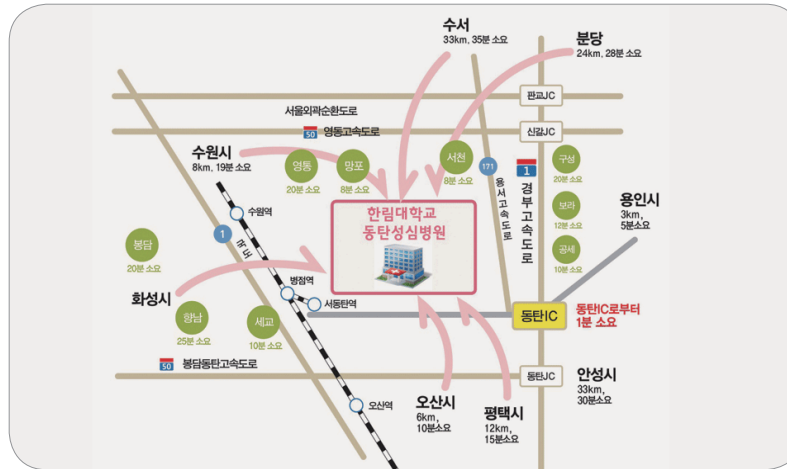 수서
33km, 35분 소요
분당
24km, 28분 소요
판교JC
서울외곽순환도로
50
영동고속도로
신갈JC
수원시
8km, 19분 소요
영통
20분 소요
망포
8분 소요
서천
8분 소요
171
용서고속도로
1
경부고속도로
구성
20분 소요
보라
12분 소요
공세
10분 소요
용인시
3km,
5분소요
한림대학교
동탄성심병원
수원역
1
국도
봉담
20분 소요
병점역
서동탄역
화성시
향남
25분 소요
세교
10분 소요
동탄IC
동탄IC로부터
1분 소요
50
봉담동탄고속도로
동탄JC
안성시
33km,
30분소요
오산역
오산시
6km,
10분소요
평택시
12km,
15분소요